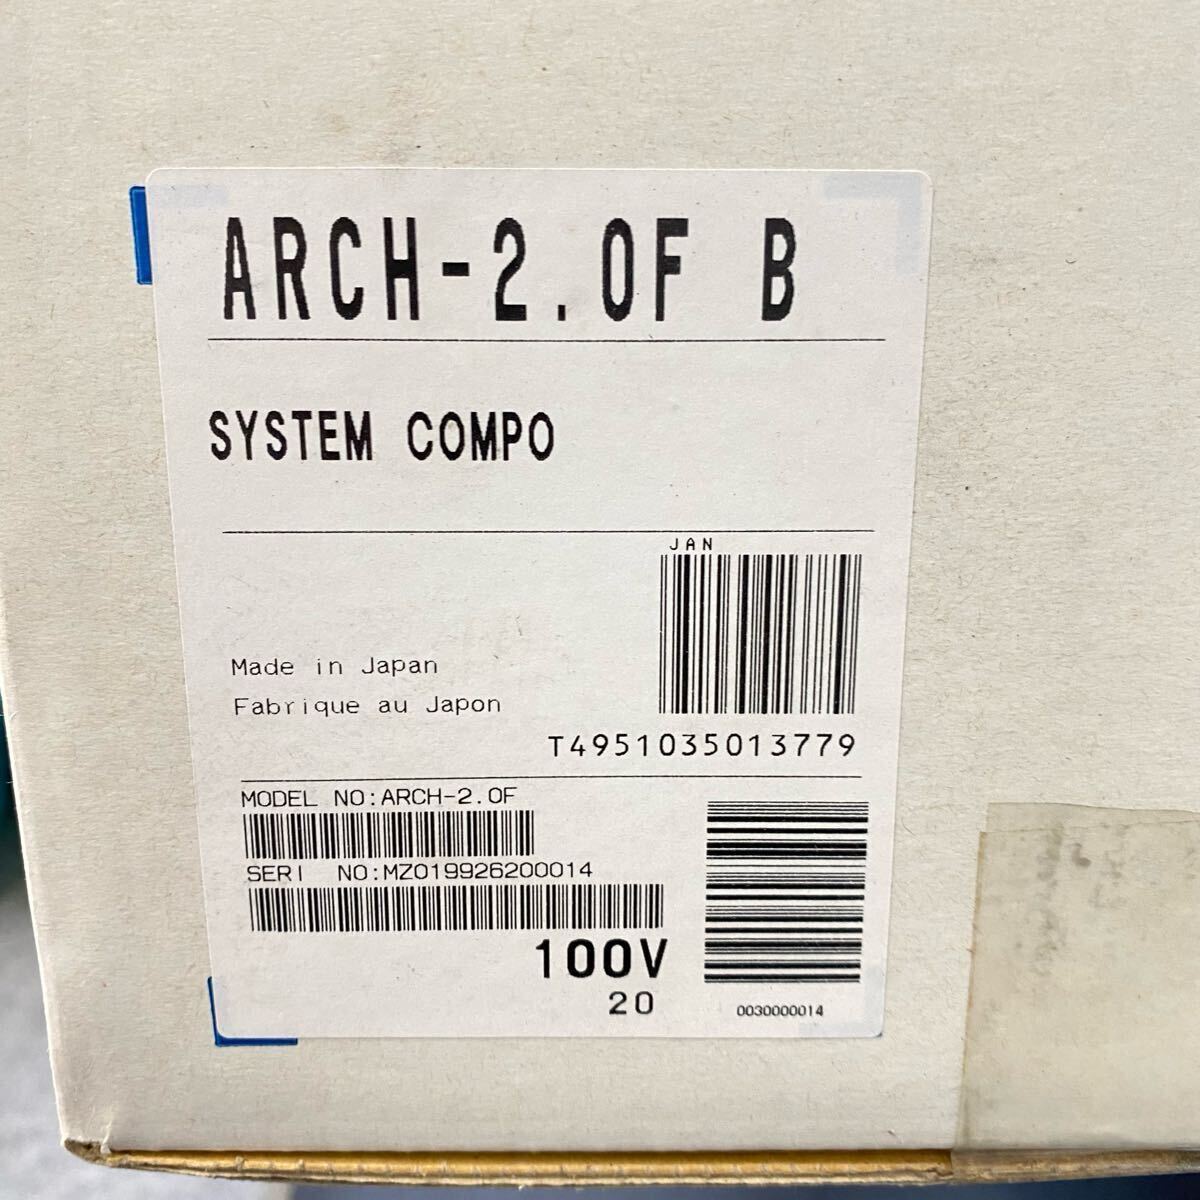 ARCH-2.0F B
SYSTEM COMPO
JAN
Made in Japan
Fabrique au Japon
T4951035013779
MODEL NO:ARCH-2.0F
SERI NO:MZ019926200014
100V
20
0030000014